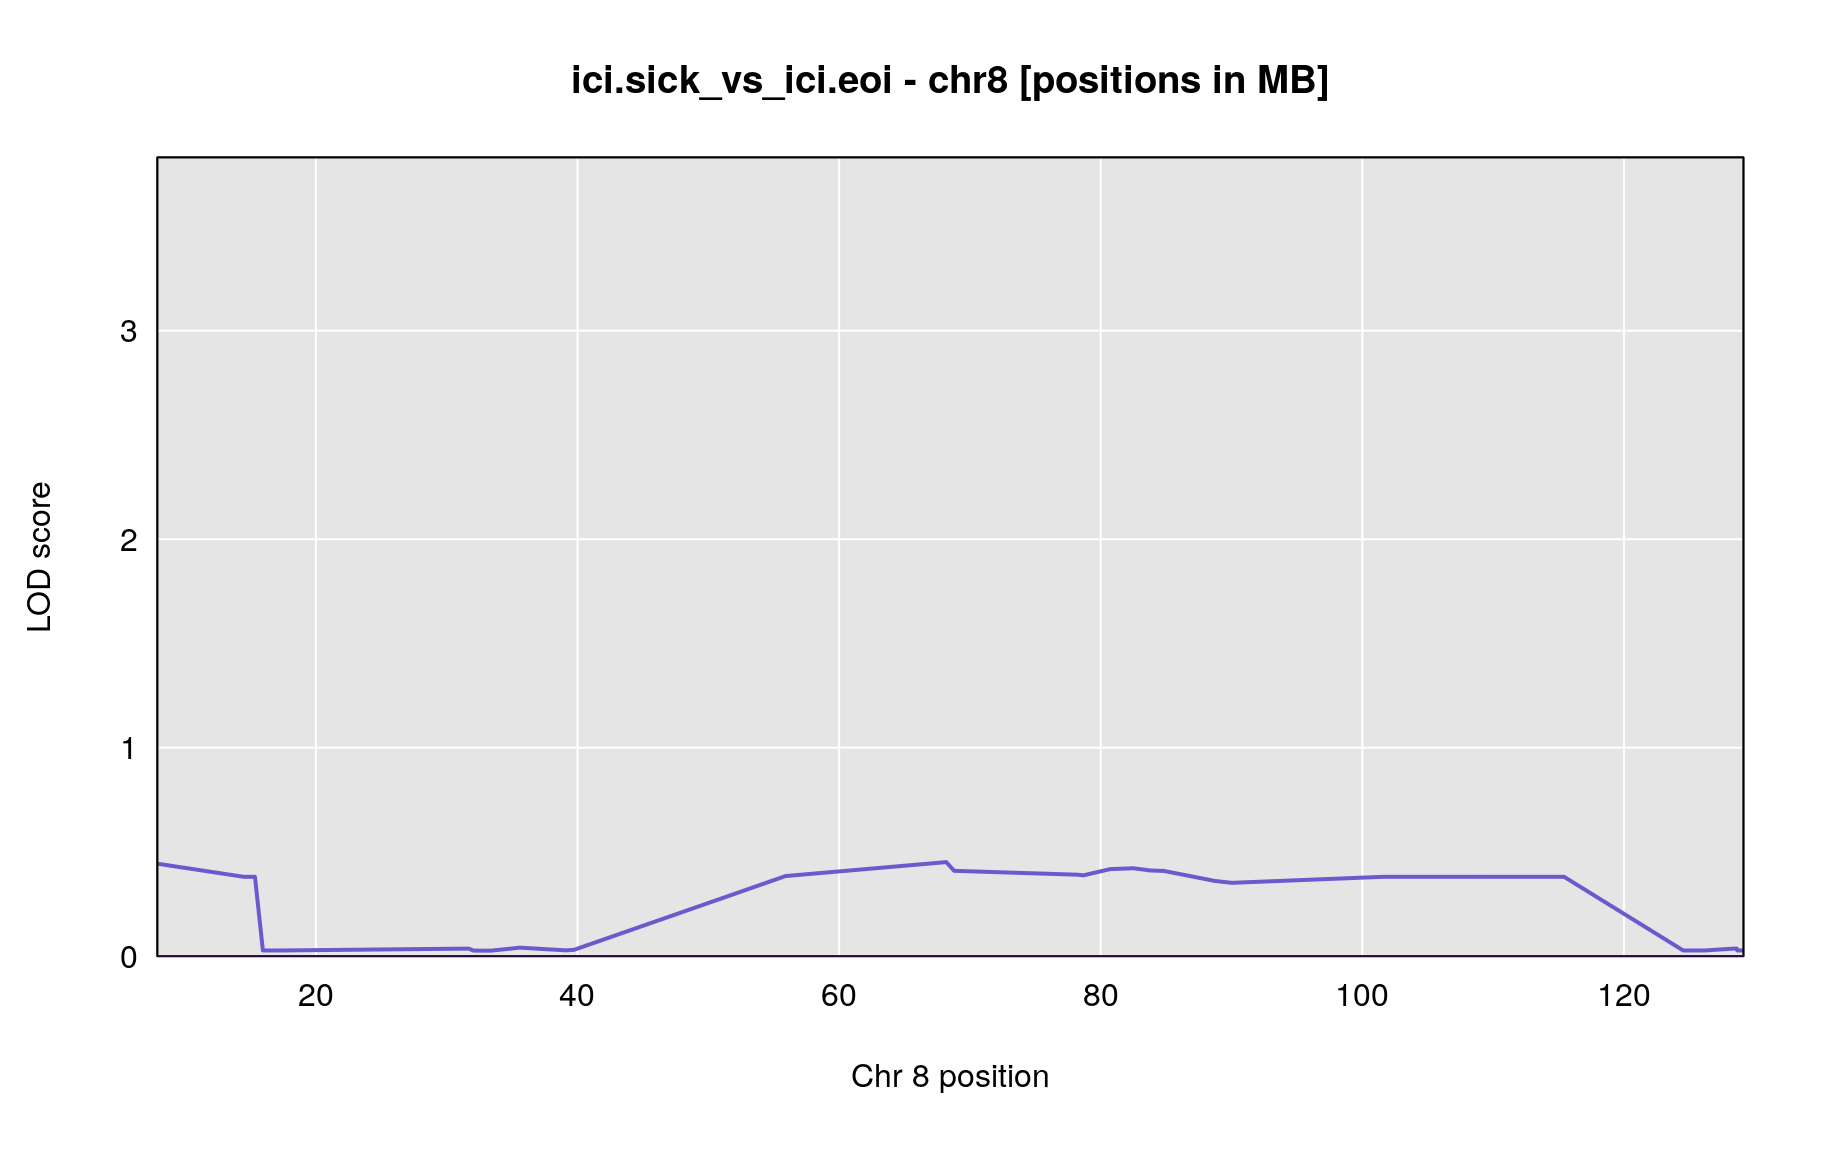 ici.sick_vs_ici.eoi - chr8 [positions in MB]
LOD score
3
2
1
0
20 40 60 80 100 120
Chr 8 position